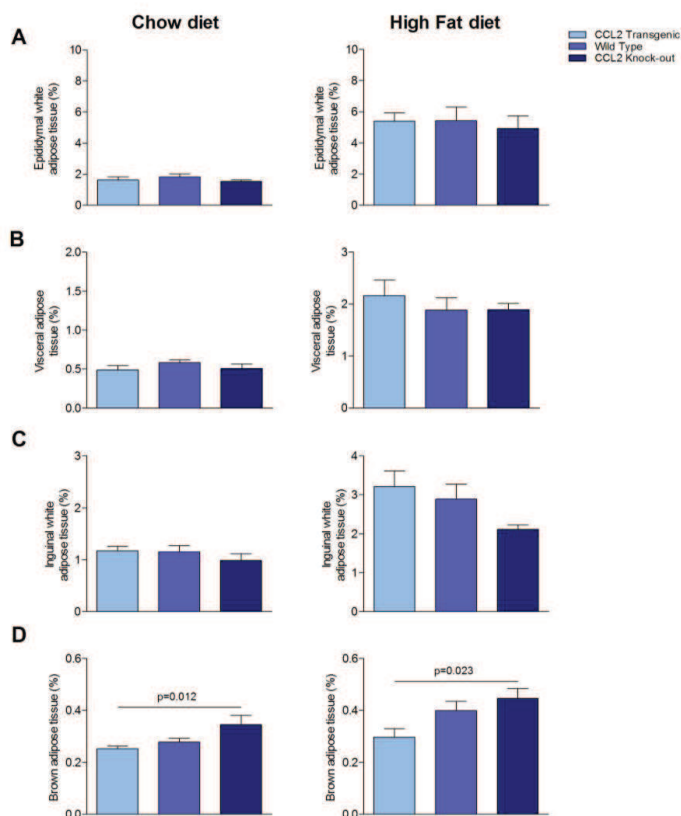 Chow diet
High Fat diet
CCL2 Transgenic
Wild Type
CCL2 Knock-out
A
Epididymal white
adipose tissue (%)
10
8
6
4
2
0
Epididymal white
adipose tissue (%)
10
8
6
4
2
0
B
Visceral adipose
tissue (%)
2.0
1.5
1.0
0.5
0.0
Visceral adipose
tissue (%)
3
2
1
0
C
Inguinal white
adipose tissue (%)
3
2
1
0
Inguinal white
adipose tissue (%)
4
3
2
1
0
D
Brown adipose tissue (%)
0.6
0.4
0.2
0.0
p=0.012
Brown adipose tissue (%)
0.6
0.4
0.2
0.0
p=0.023